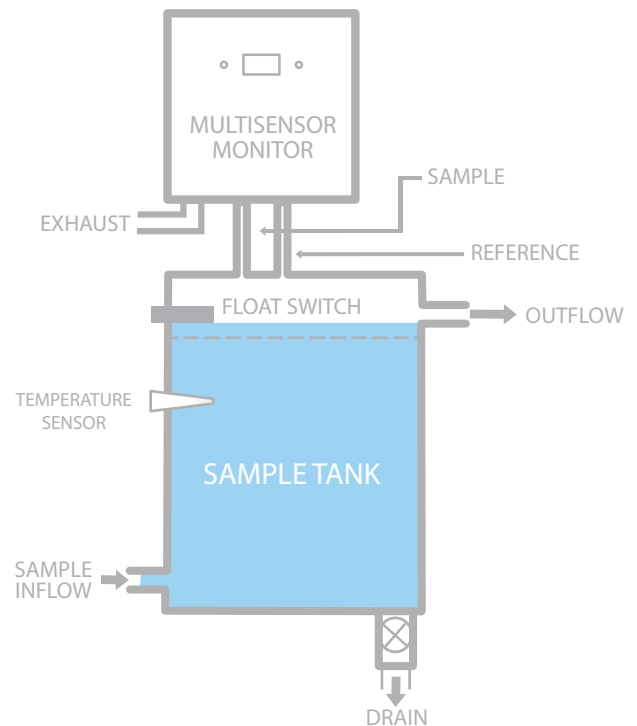 MULTISENSOR
MONITOR
SAMPLE
EXHAUST
REFERENCE
FLOAT SWITCH
OUTFLOW
TEMPERATURE
SENSOR
SAMPLE TANK
SAMPLE
INFLOW
DRAIN